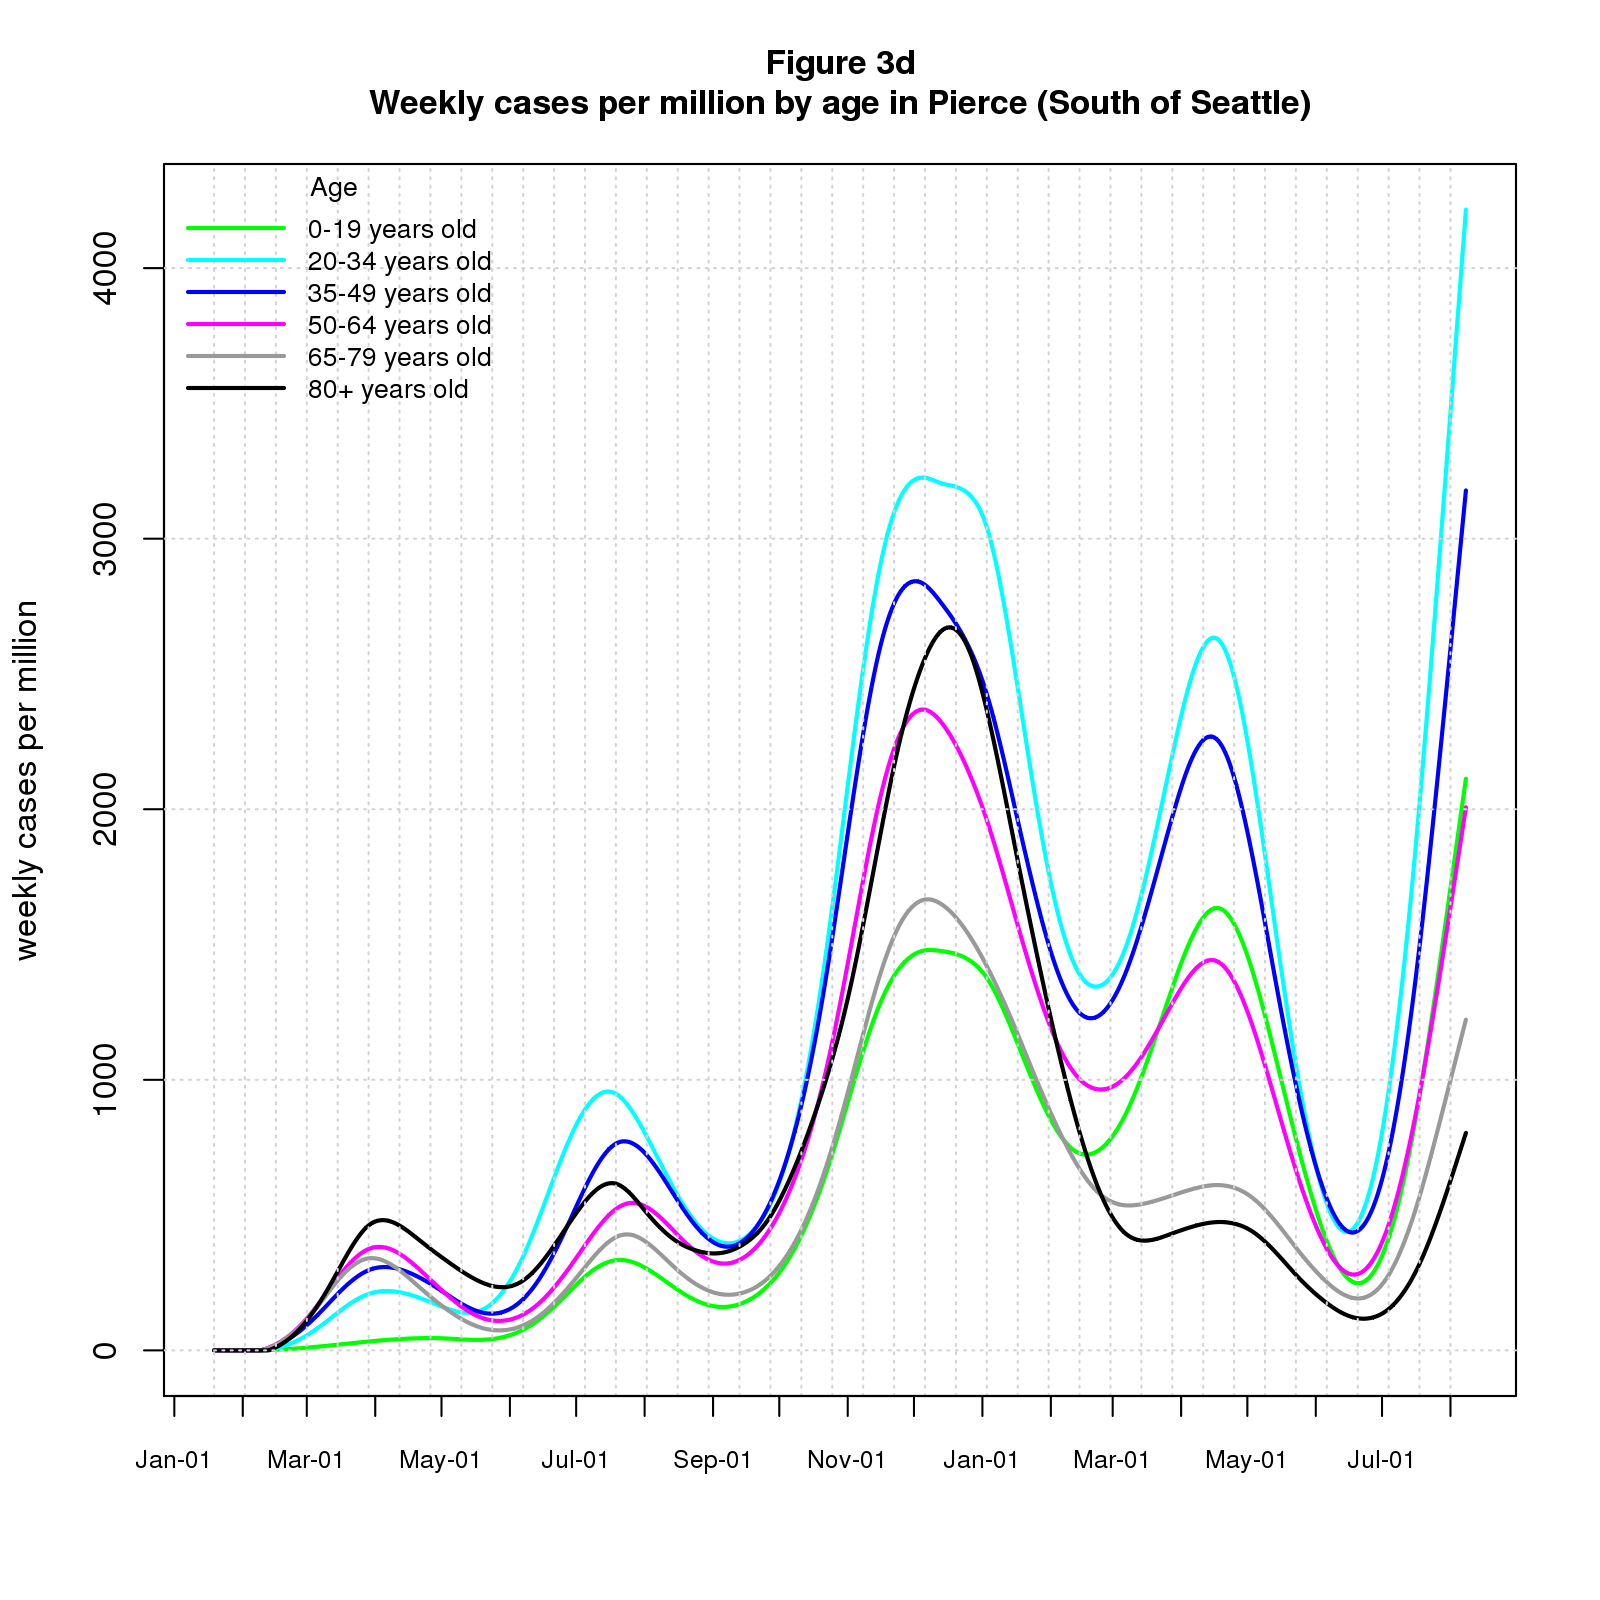 Figure 3d
Weekly cases per million by age in Pierce (South of Seattle)
Age
0-19 years old
20-34 years old
35-49 years old
50-64 years old
65-79 years old
80+ years old
weekly cases per million
4000
3000
2000
1000
0
Jan-01 Mar-01 May-01 Jul-01 Sep-01 Nov-01 Jan-01 Mar-01 May-01 Jul-01